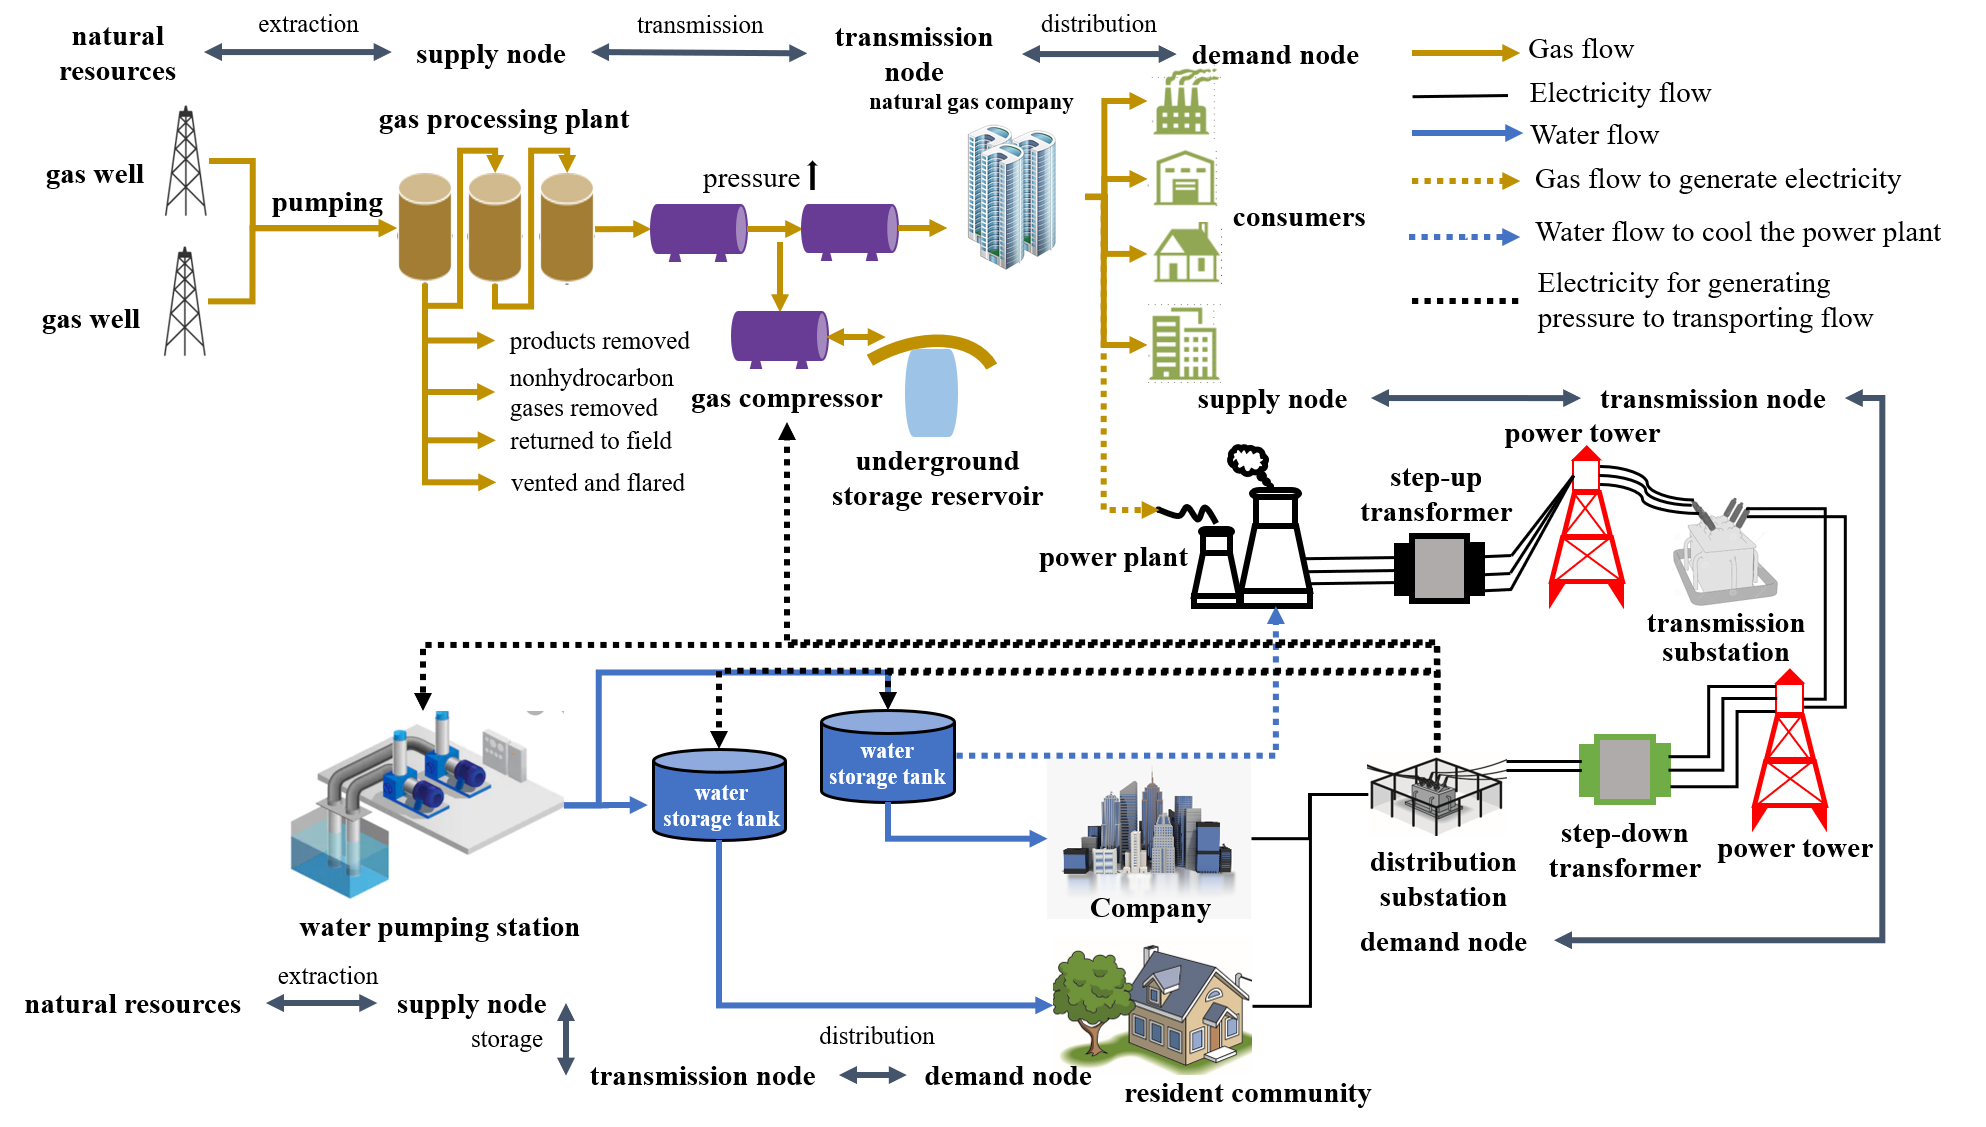 extraction
transmission
distribution
natural
resources
supply node
transmission
node
demand node
natural gas company
Gas flow
Electricity flow
Water flow
Gas flow to generate electricity
Water flow to cool the power plant
Electricity for generating
pressure to transporting flow
gas processing plant
gas well
pumping
pressure
consumers
gas well
products removed
nonhydrocarbon
gases removed
returned to field
vented and flared
gas compressor
underground
storage reservoir
supply node
transmission node
power tower
step-up
transformer
power plant
transmission
substation
water
storage tank
water
storage tank
Company
distribution
substation
step-down
transformer
power tower
demand node
water pumping station
extraction
natural resources
supply node
storage
distribution
transmission node
demand node
resident community